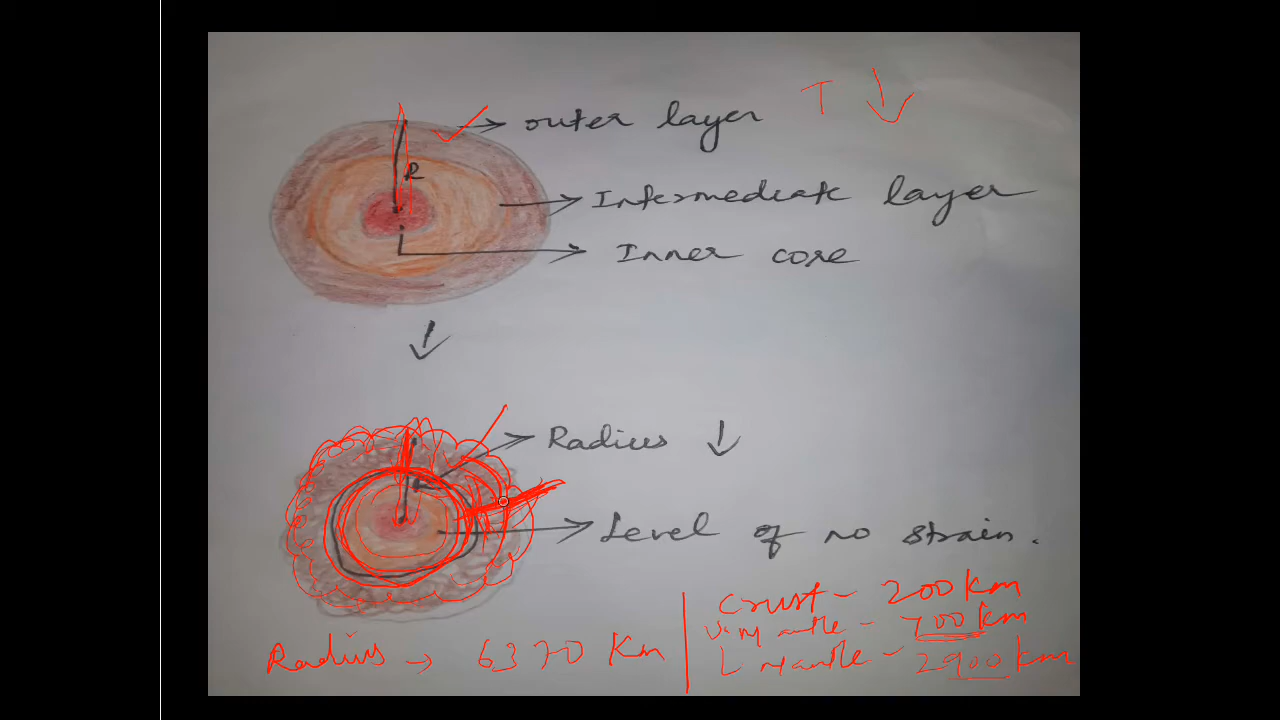 outer layer T ↓
R
Intermediate layer
Inner core
Radius ↓
Level of no strain.
Crust - 200 km
U. Mantle - 700 km
Radius → 6370 Km
L Mantle - 2900 km